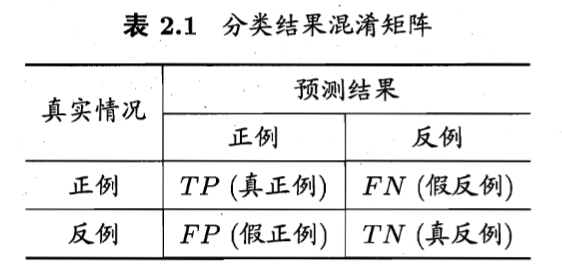 表 2.1 分类结果混淆矩阵
真实情况 预测结果
正例 反例
正例 TP (真正例) FN (假反例)
反例 FP (假正例) TN (真反例)